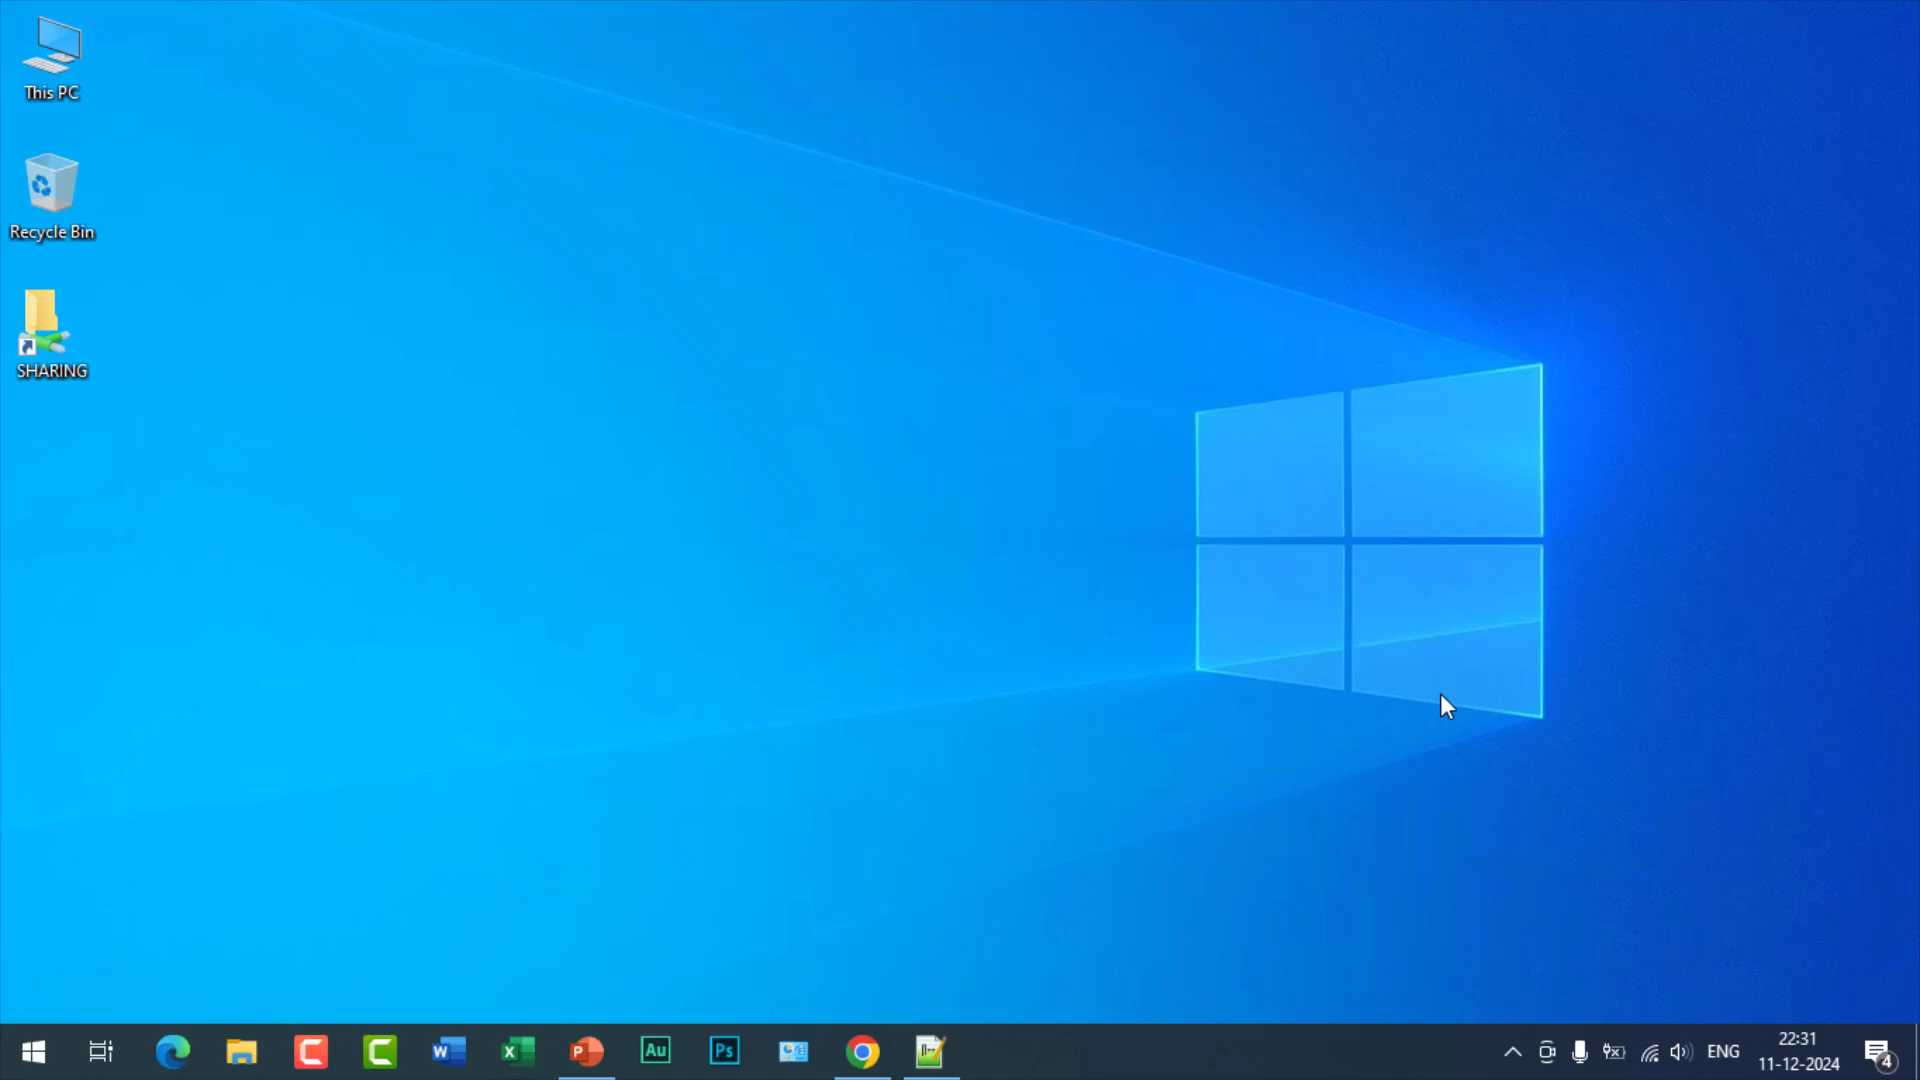 This PC
Recycle Bin
SHARING
W
X
P
Au
Ps
ENG
22:31
11-12-2024
4